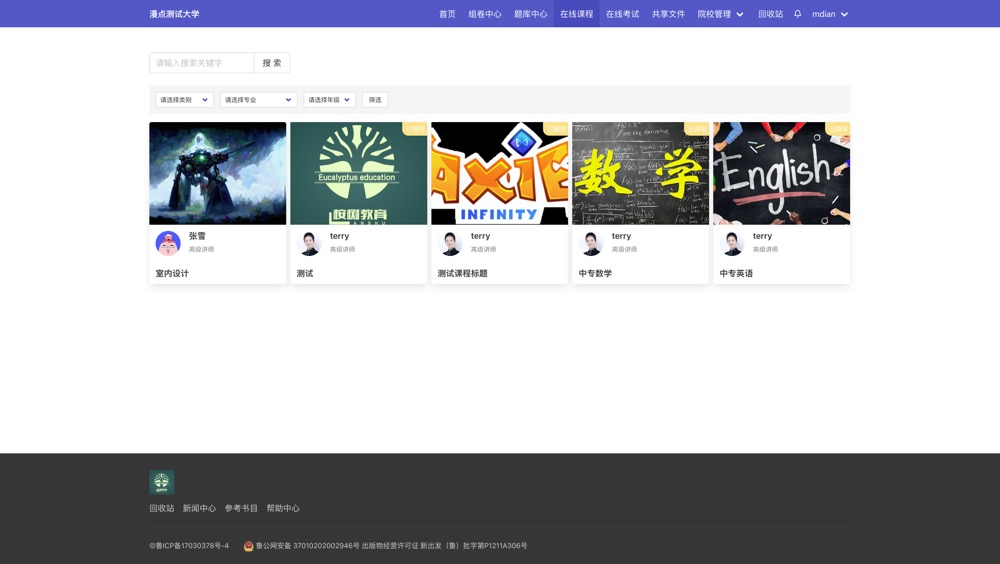 漫点测试大学
首页 组卷中心 题库中心 在线课程 在线考试 共享文件 院校管理 回收站 mdian
请输入搜索关键字 搜 索
请选择类别 请选择专业 请选择年级 筛选
Eucalyptus education
桉树教育
AXIE
INFINITY
数 学
English
张雪
高级讲师
室内设计
terry
高级讲师
测试
terry
高级讲师
测试课程标题
terry
高级讲师
中专数学
terry
高级讲师
中专英语
回收站 新闻中心 参考书目 帮助中心
©鲁ICP备17030378号-4 鲁公网安备 37010202002946号 出版物经营许可证 新出发（鲁）批字第P1211A306号